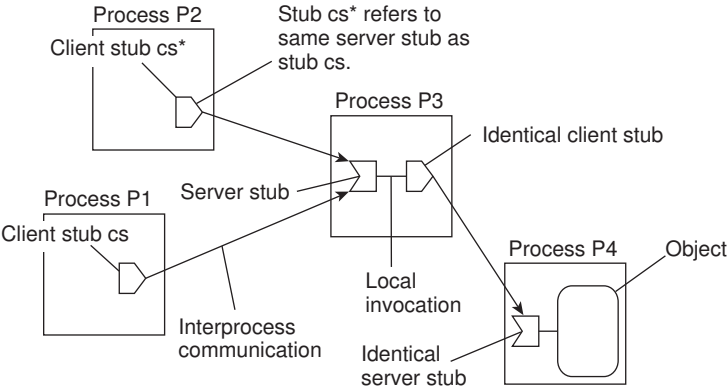 Process P2
Client stub cs*
Stub cs* refers to
same server stub as
stub cs.
Process P3
Identical client stub
Server stub
Process P1
Client stub cs
Interprocess
communication
Local
invocation
Process P4
Object
Identical
server stub